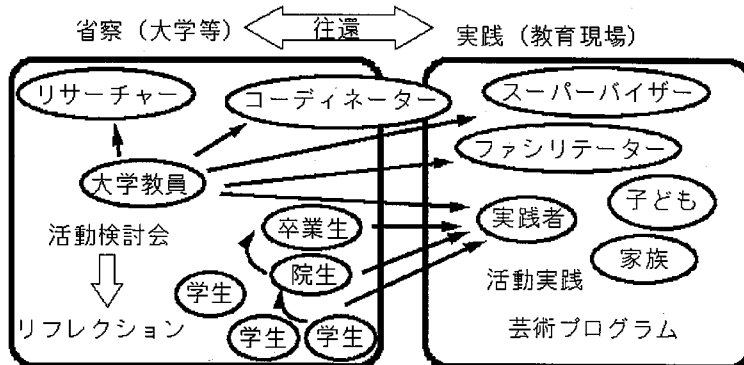 省察（大学等）
往還
実践（教育現場）
リサーチャー
コーディネーター
大学教員
活動検討会
リフレクション
卒業生
院生
学生
学生
学生
スーパーバイザー
ファシリテーター
実践者
子ども
家族
活動実践
芸術プログラム